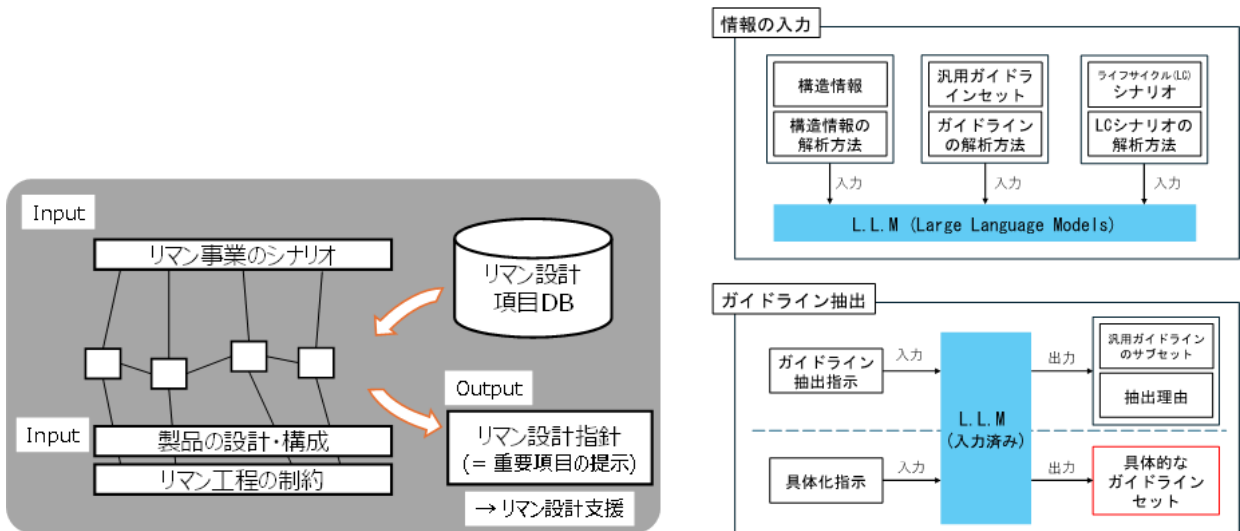 Input
リマン事業のシナリオ
リマン設計
項目DB
Input
製品の設計・構成
リマン工程の制約
Output
リマン設計指針
(= 重要項目の提示)
→ リマン設計支援
情報の入力
構造情報
構造情報の
解析方法
汎用ガイドラ
インセット
ガイドライン
の解析方法
ライフサイクル(LC)
シナリオ
LCシナリオの
解析方法
入力
入力
入力
L.L.M (Large Language Models)
ガイドライン抽出
ガイドライン
抽出指示
入力
L.L.M
(入力済み)
出力
汎用ガイドライン
のサブセット
抽出理由
具体化指示
入力
出力
具体的な
ガイドライン
セット